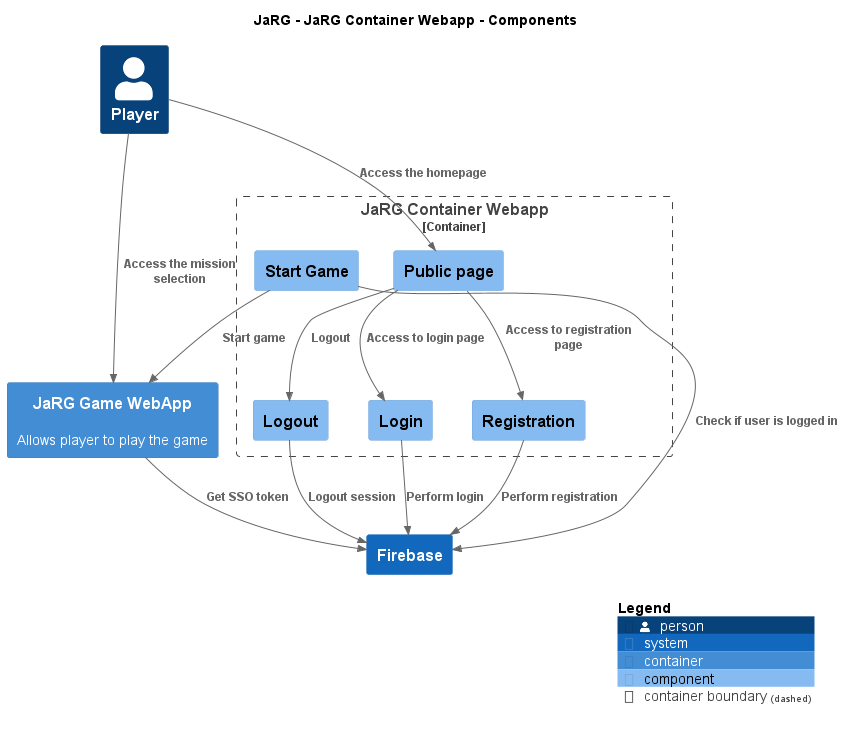 JaRG - JaRG Container Webapp - Components
Player
Access the homepage
JaRG Container Webapp
[Container]
Access the mission
selection
Start Game
Public page
Start game
Logout
Access to login page
Access to registration
page
JaRG Game WebApp
Allows player to play the game
Logout
Login
Registration
Check if user is logged in
Get SSO token
Logout session
Perform login
Perform registration
Firebase
Legend
person
system
container
component
container boundary (dashed)